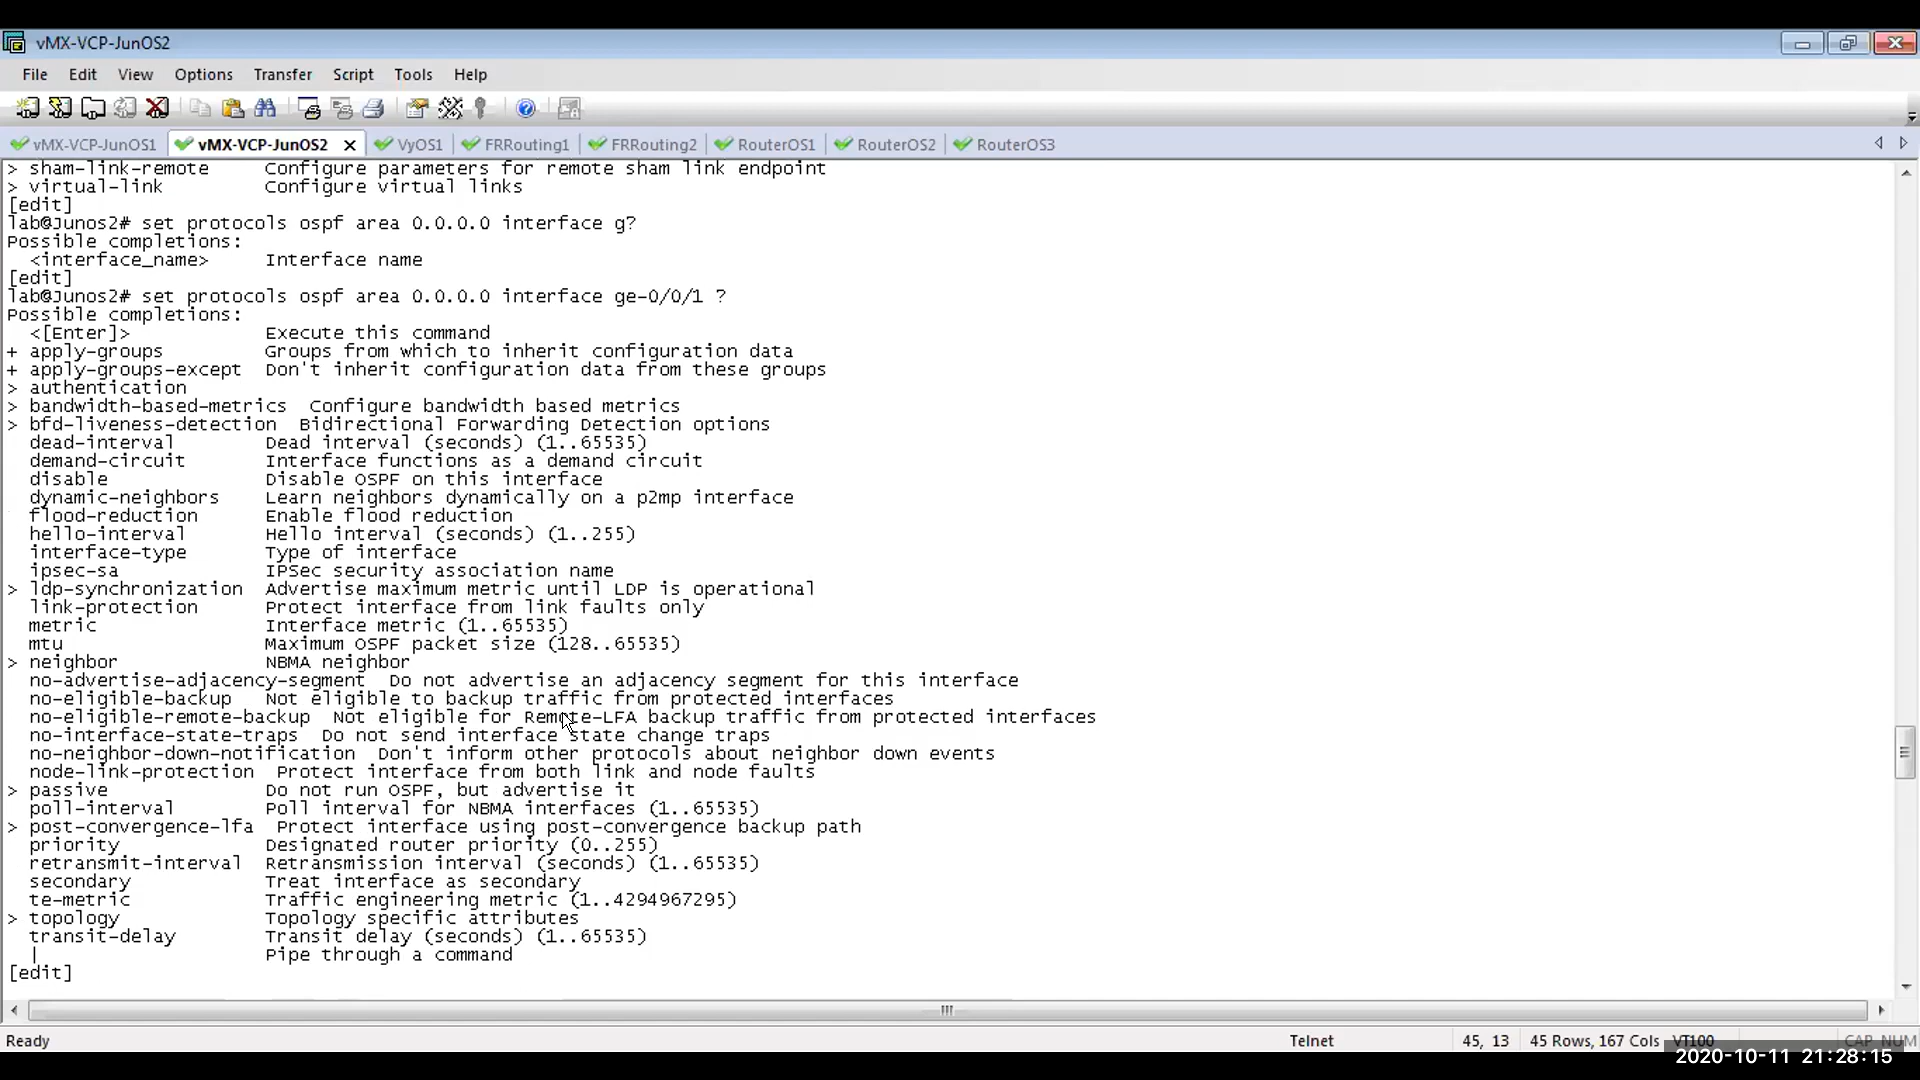 vMX-VCP-JunOS2
File Edit View Options Transfer Script Tools Help
vMX-VCP-JunOS1 vMX-VCP-JunOS2 VyOS1 FRRouting1 FRRouting2 RouterOS1 RouterOS2 RouterOS3
> sham-link-remote     Configure parameters for remote sham link endpoint
> virtual-link         Configure virtual links
[edit]
lab@Junos2# set protocols ospf area 0.0.0.0 interface g?
Possible completions:
  <interface_name>     Interface name
[edit]
lab@Junos2# set protocols ospf area 0.0.0.0 interface ge-0/0/1 ?
Possible completions:
  <[Enter]>            Execute this command
+ apply-groups         Groups from which to inherit configuration data
+ apply-groups-except  Don't inherit configuration data from these groups
> authentication
> bandwidth-based-metrics  Configure bandwidth based metrics
> bfd-liveness-detection  Bidirectional Forwarding Detection options
  dead-interval        Dead interval (seconds) (1..65535)
  demand-circuit       Interface functions as a demand circuit
  disable              Disable OSPF on this interface
  dynamic-neighbors    Learn neighbors dynamically on a p2mp interface
  flood-reduction      Enable flood reduction
  hello-interval       Hello interval (seconds) (1..255)
  interface-type       Type of interface
  ipsec-sa             IPSec security association name
> ldp-synchronization  Advertise maximum metric until LDP is operational
  link-protection      Protect interface from link faults only
  metric               Interface metric (1..65535)
  mtu                  Maximum OSPF packet size (128..65535)
> neighbor             NBMA neighbor
  no-advertise-adjacency-segment  Do not advertise an adjacency segment for this interface
  no-eligible-backup   Not eligible to backup traffic from protected interfaces
  no-eligible-remote-backup  Not eligible for Remote-LFA backup traffic from protected interfaces
  no-interface-state-traps  Do not send interface state change traps
  no-neighbor-down-notification  Don't inform other protocols about neighbor down events
  node-link-protection  Protect interface from both link and node faults
> passive              Do not run OSPF, but advertise it
  poll-interval        Poll interval for NBMA interfaces (1..65535)
> post-convergence-lfa  Protect interface using post-convergence backup path
  priority             Designated router priority (0..255)
  retransmit-interval  Retransmission interval (seconds) (1..65535)
  secondary            Treat interface as secondary
  te-metric            Traffic engineering metric (1..4294967295)
> topology             Topology specific attributes
  transit-delay        Transit delay (seconds) (1..65535)
  |                    Pipe through a command
[edit]
Ready Telnet 45, 13 45 Rows, 167 Cols VT100 CAP NUM
2020-10-11 21:28:15